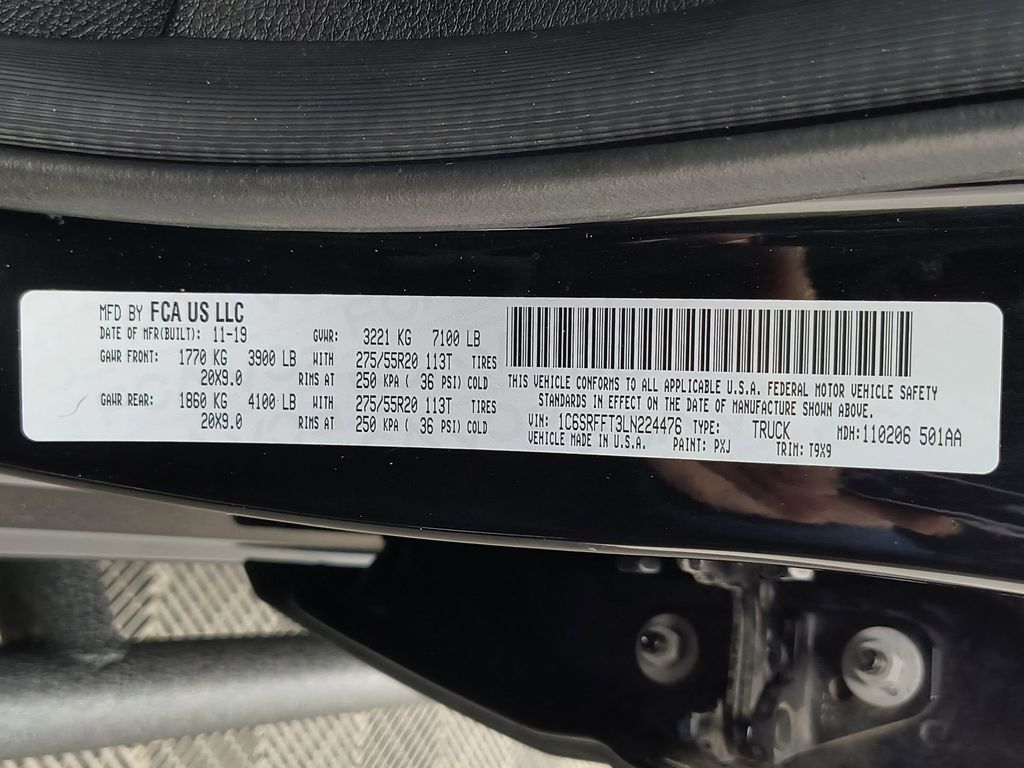 MFD BY FCA US LLC
DATE OF MFR(BUILT): 11-19 GVWR: 3221 KG 7100 LB
GAWR FRONT: 1770 KG 3900 LB WITH 275/55R20 113T TIRES
20X9.0 RIMS AT 250 KPA ( 36 PSI) COLD
GAWR REAR: 1860 KG 4100 LB WITH 275/55R20 113T TIRES
20X9.0 RIMS AT 250 KPA ( 36 PSI) COLD
THIS VEHICLE CONFORMS TO ALL APPLICABLE U.S.A. FEDERAL MOTOR VEHICLE SAFETY
STANDARDS IN EFFECT ON THE DATE OF MANUFACTURE SHOWN ABOVE.
VIN: 1C6SRFFT3LN224476 TYPE: TRUCK MDH: 110206 501AA
VEHICLE MADE IN U.S.A. PAINT: PXJ TRIM: T9X9